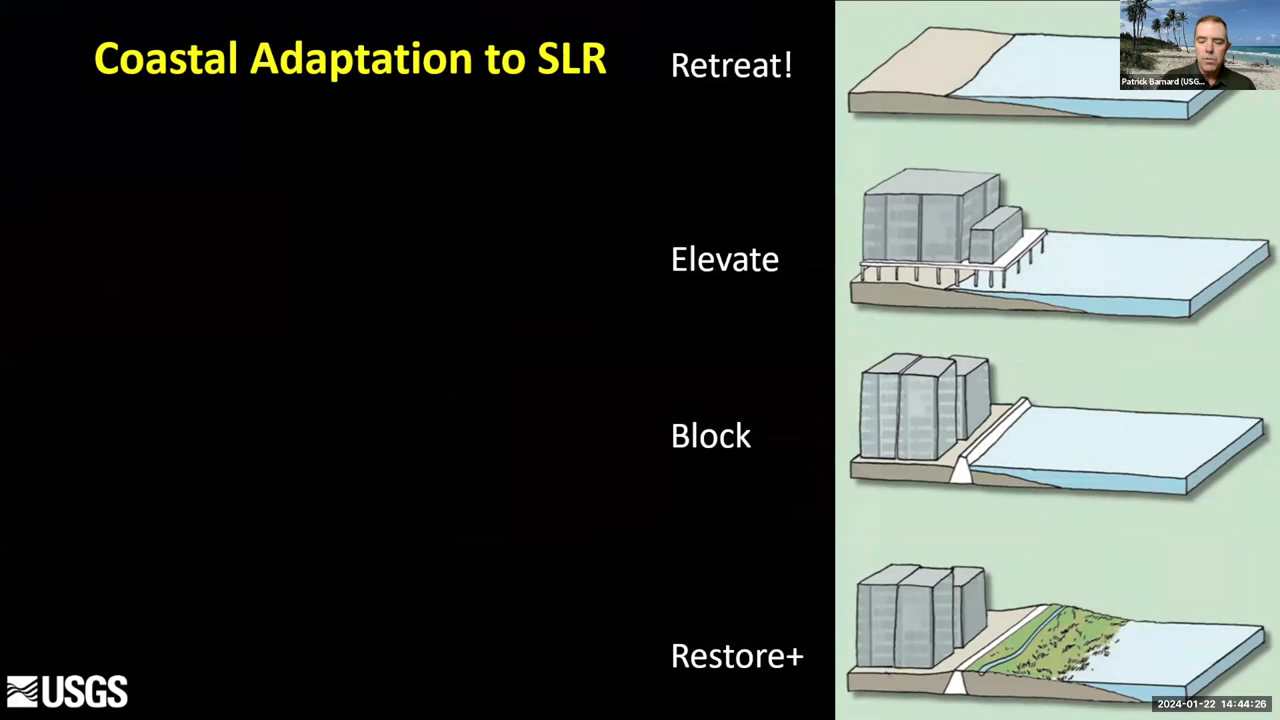 Coastal Adaptation to SLR
Retreat!
Patrick Barnard (USG...
Elevate
Block
Restore+
USGS
2024-01-22 14:44:26